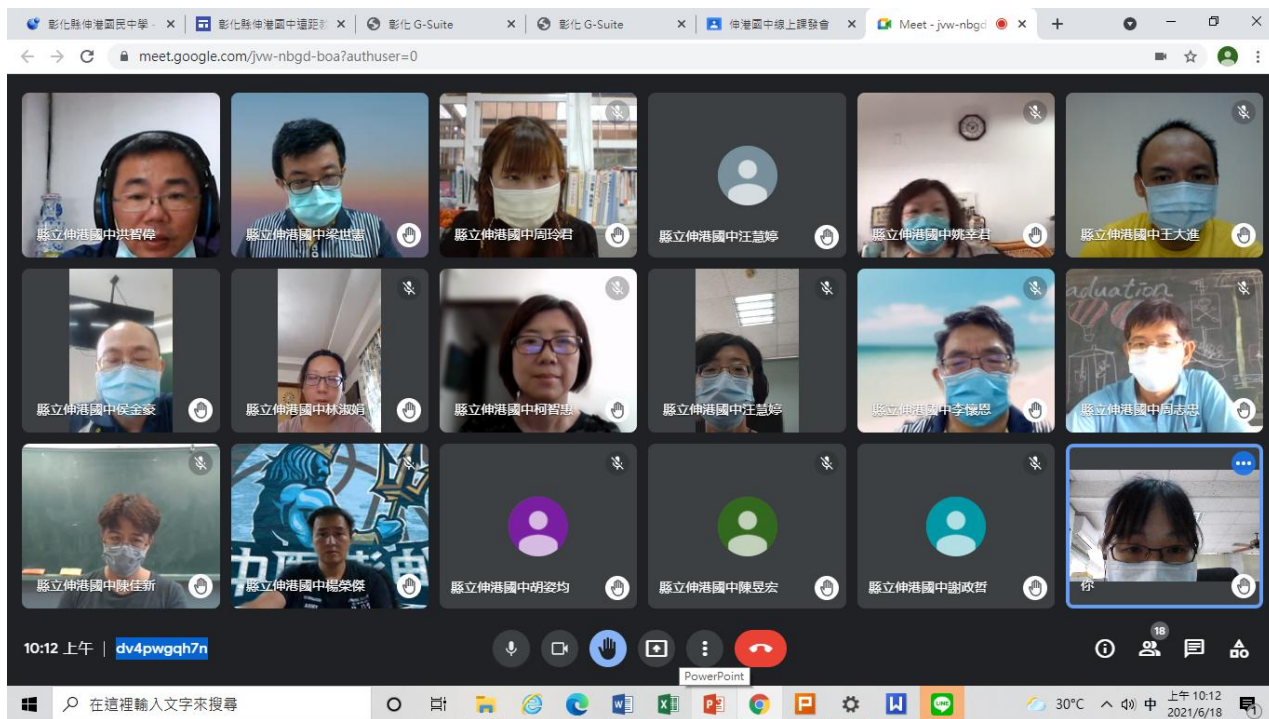 彰化縣伸港國民中學 -
彰化縣伸港國中遠距
彰化 G-Suite
彰化 G-Suite
伸港國中線上課發會
Meet - jvw-nbgd
meet.google.com/jvw-nbgd-boa?authuser=0
縣立伸港國中洪智偉
縣立伸港國中梁世憲
縣立伸港國中周玲君
縣立伸港國中汪慧婷
縣立伸港國中姚幸君
縣立伸港國中王大進
縣立伸港國中侯金豪
縣立伸港國中林淑娟
縣立伸港國中柯智惠
縣立伸港國中汪慧婷
縣立伸港國中李懷恩
縣立伸港國中周志忠
縣立伸港國中陳佳新
縣立伸港國中楊榮傑
縣立伸港國中胡姿均
縣立伸港國中陳昱宏
縣立伸港國中謝政哲
你
10:12 上午 | dv4pwgqh7n
18
PowerPoint
在這裡輸入文字來搜尋
30°C
中
上午 10:12
2021/6/18
1